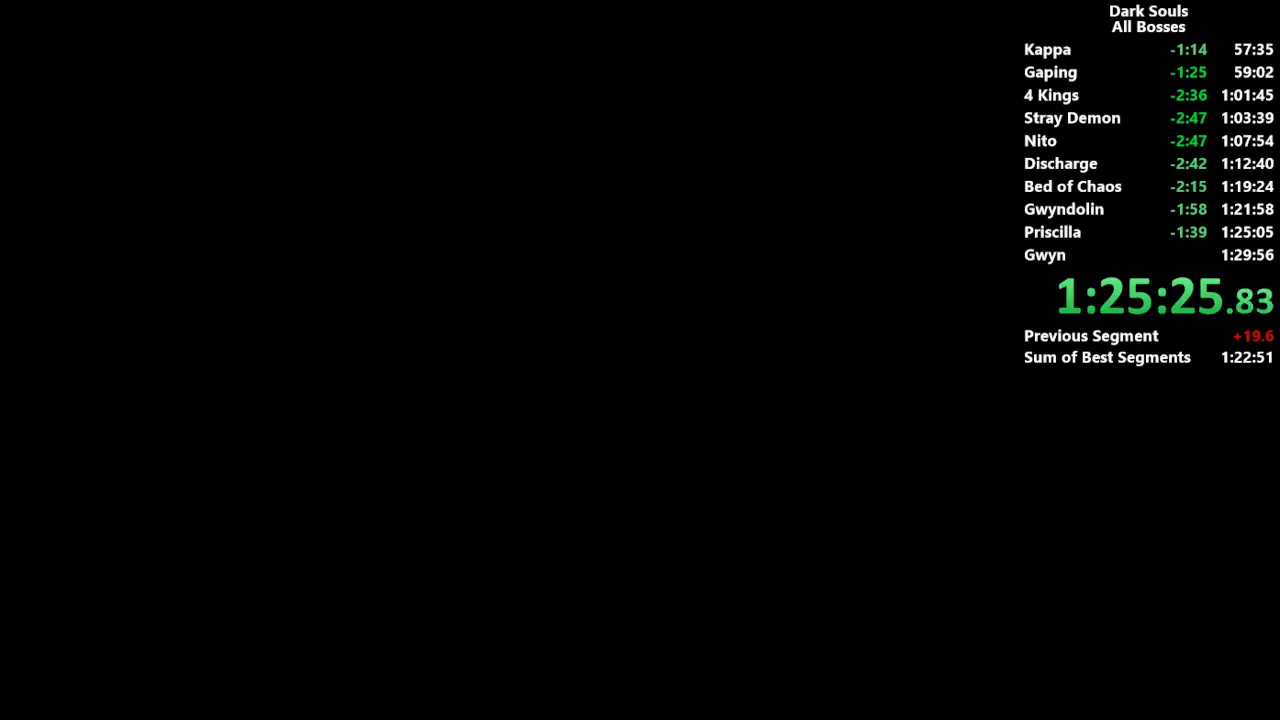 Dark Souls
All Bosses
Kappa -1:14 57:35
Gaping -1:25 59:02
4 Kings -2:36 1:01:45
Stray Demon -2:47 1:03:39
Nito -2:47 1:07:54
Discharge -2:42 1:12:40
Bed of Chaos -2:15 1:19:24
Gwyndolin -1:58 1:21:58
Priscilla -1:39 1:25:05
Gwyn 1:29:56
1:25:25.83
Previous Segment +19.6
Sum of Best Segments 1:22:51